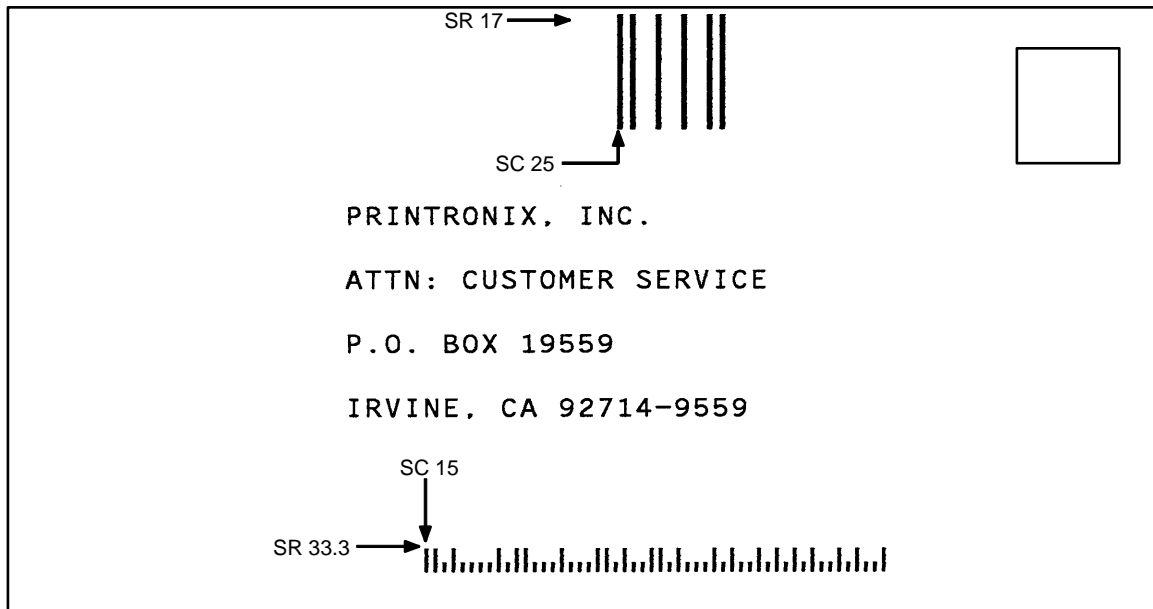 SR 17
SC 25
PRINTRONIX, INC.
ATTN: CUSTOMER SERVICE
P.O. BOX 19559
IRVINE, CA 92714-9559
SC 15
SR 33.3